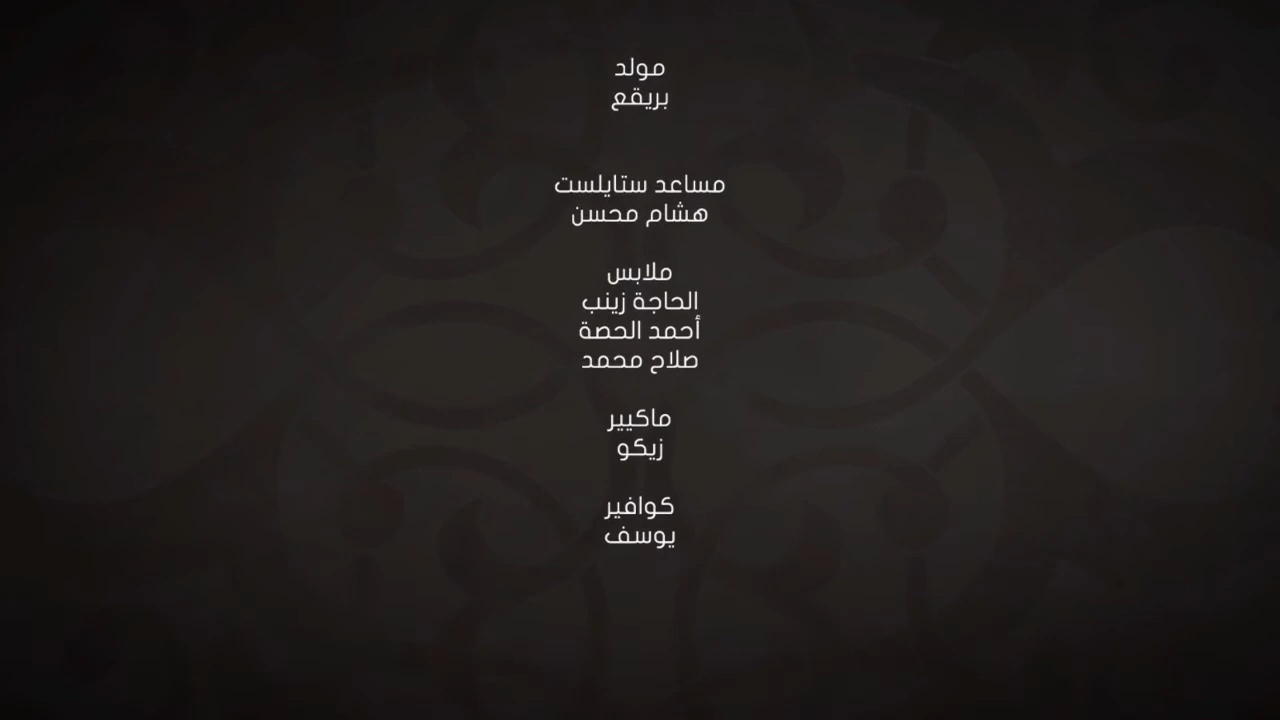 مولد
بريقع
مساعد ستايلست
هشام محسن
ملابس
الحاجة زينب
أحمد الحصة
صلاح محمد
ماكيير
زيكو
كوافير
يوسف